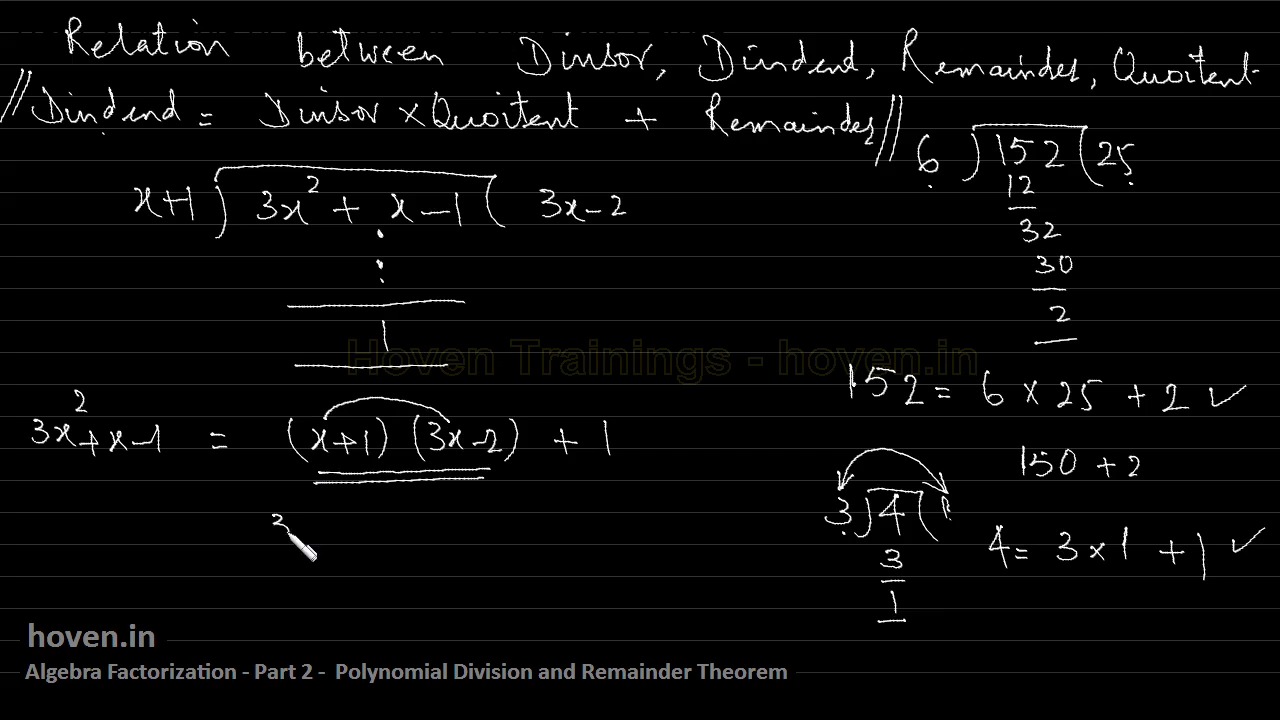 Relation between Divisor, Dividend, Remainder, Quoitent
// Dividend = Divisor × Quoitent + Remainder //
6 ) 152 ( 25
12
32
30
2
x+1 ) 3x² + x - 1 ( 3x - 2
1
Hoven Trainings - hoven.in
152 = 6 × 25 + 2 ✓
150 + 2
3x² + x - 1 = (x+1) (3x-2) + 1
3 ) 4 ( 1
3
1
4 = 3 × 1 + 1 ✓
hoven.in
Algebra Factorization - Part 2 - Polynomial Division and Remainder Theorem